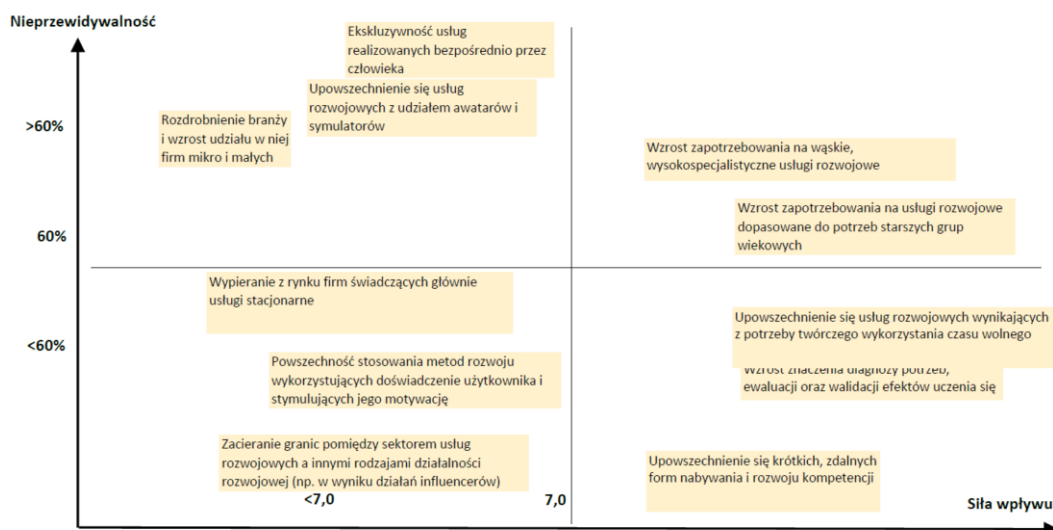 Nieprzewidywalność
Ekskluzywność usług
realizowanych bezpośrednio przez
człowieka
Upowszechnienie się usług
rozwojowych z udziałem awatarów i
symulatorów
Rozdrobnienie branży
i wzrost udziału w niej
firm mikro i małych
>60%
Wzrost zapotrzebowania na wąskie,
wysokospecjalistyczne usługi rozwojowe
Wzrost zapotrzebowania na usługi rozwojowe
dopasowane do potrzeb starszych grup
wiekowych
60%
Wypieranie z rynku firm świadczących głównie
usługi stacjonarne
Upowszechnienie się usług rozwojowych wynikających
z potrzeby twórczego wykorzystania czasu wolnego
<60%
Powszechność stosowania metod rozwoju
wykorzystujących doświadczenie użytkownika i
stymulujących jego motywację
Wzrost znaczenia diagnozy potrzeb,
ewaluacji oraz walidacji efektów uczenia się
Zacieranie granic pomiędzy sektorem usług
rozwojowych a innymi rodzajami działalności
rozwojowej (np. w wyniku działań influencerów)
Upowszechnienie się krótkich, zdalnych
form nabywania i rozwoju kompetencji
<7,0
7,0
Siła wpływu